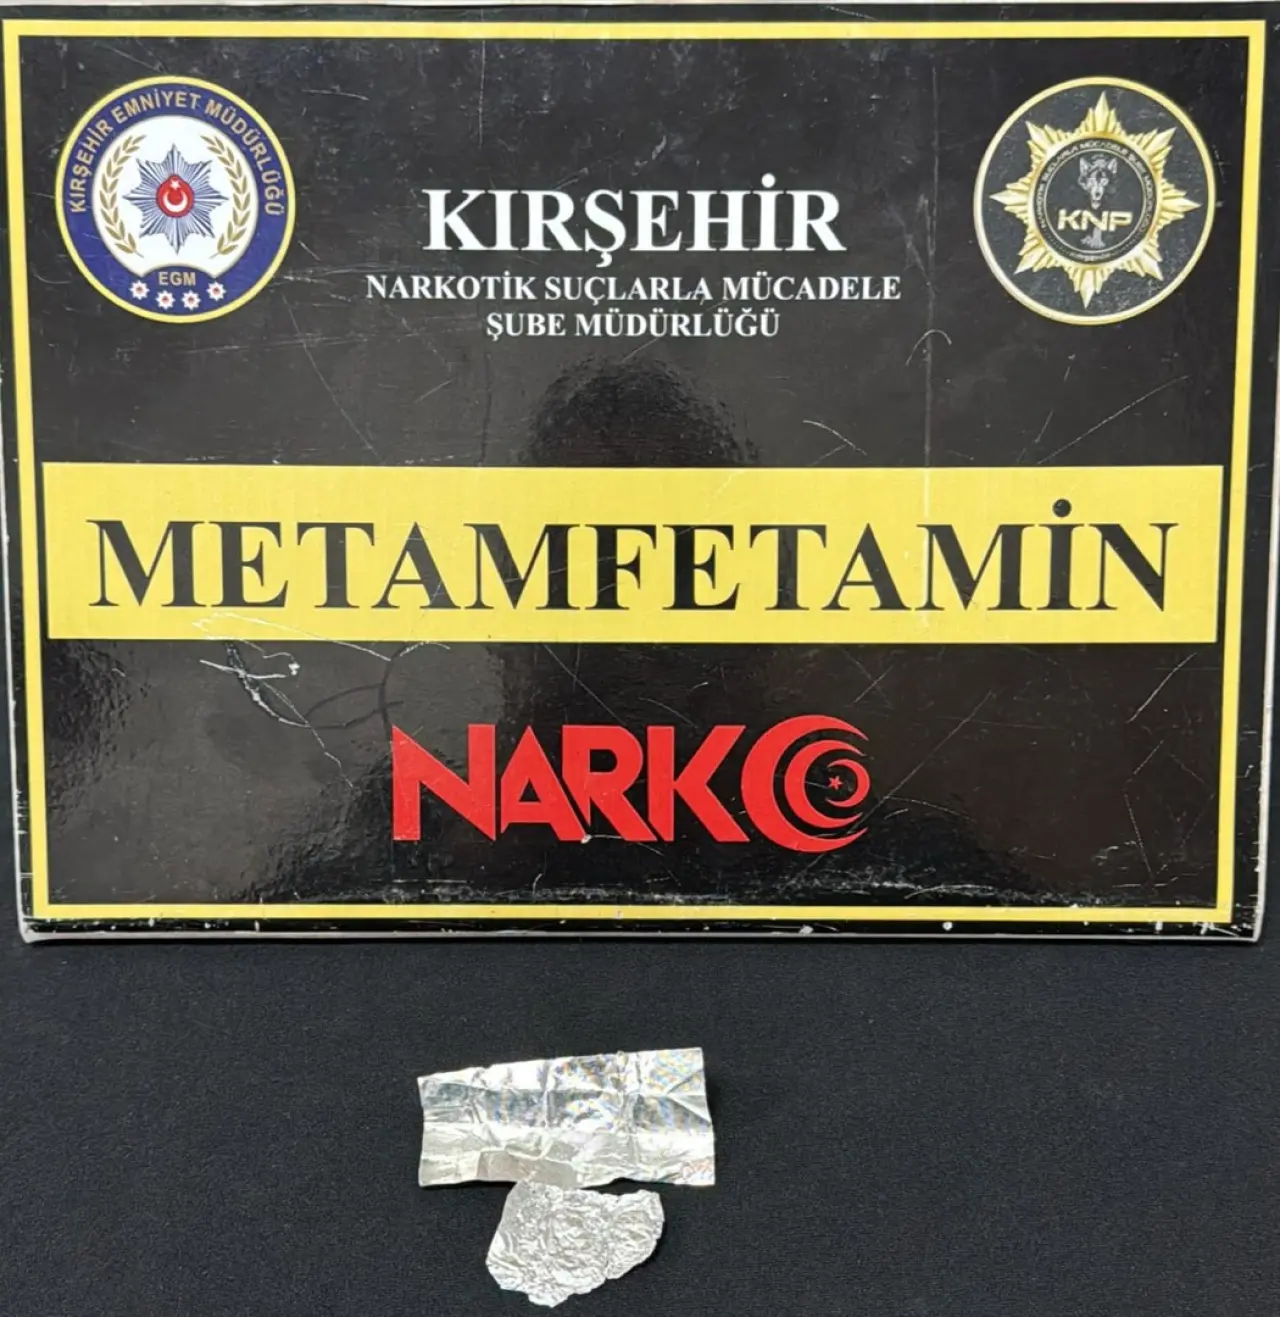 KIRŞEHİR EMNİYET MÜDÜRLÜĞÜ
EGM
KIRŞEHİR
NARKOTİK SUÇLARLA MÜCADELE
ŞUBE MÜDÜRLÜĞÜ
KNP
METAMFETAMİN
NARKO